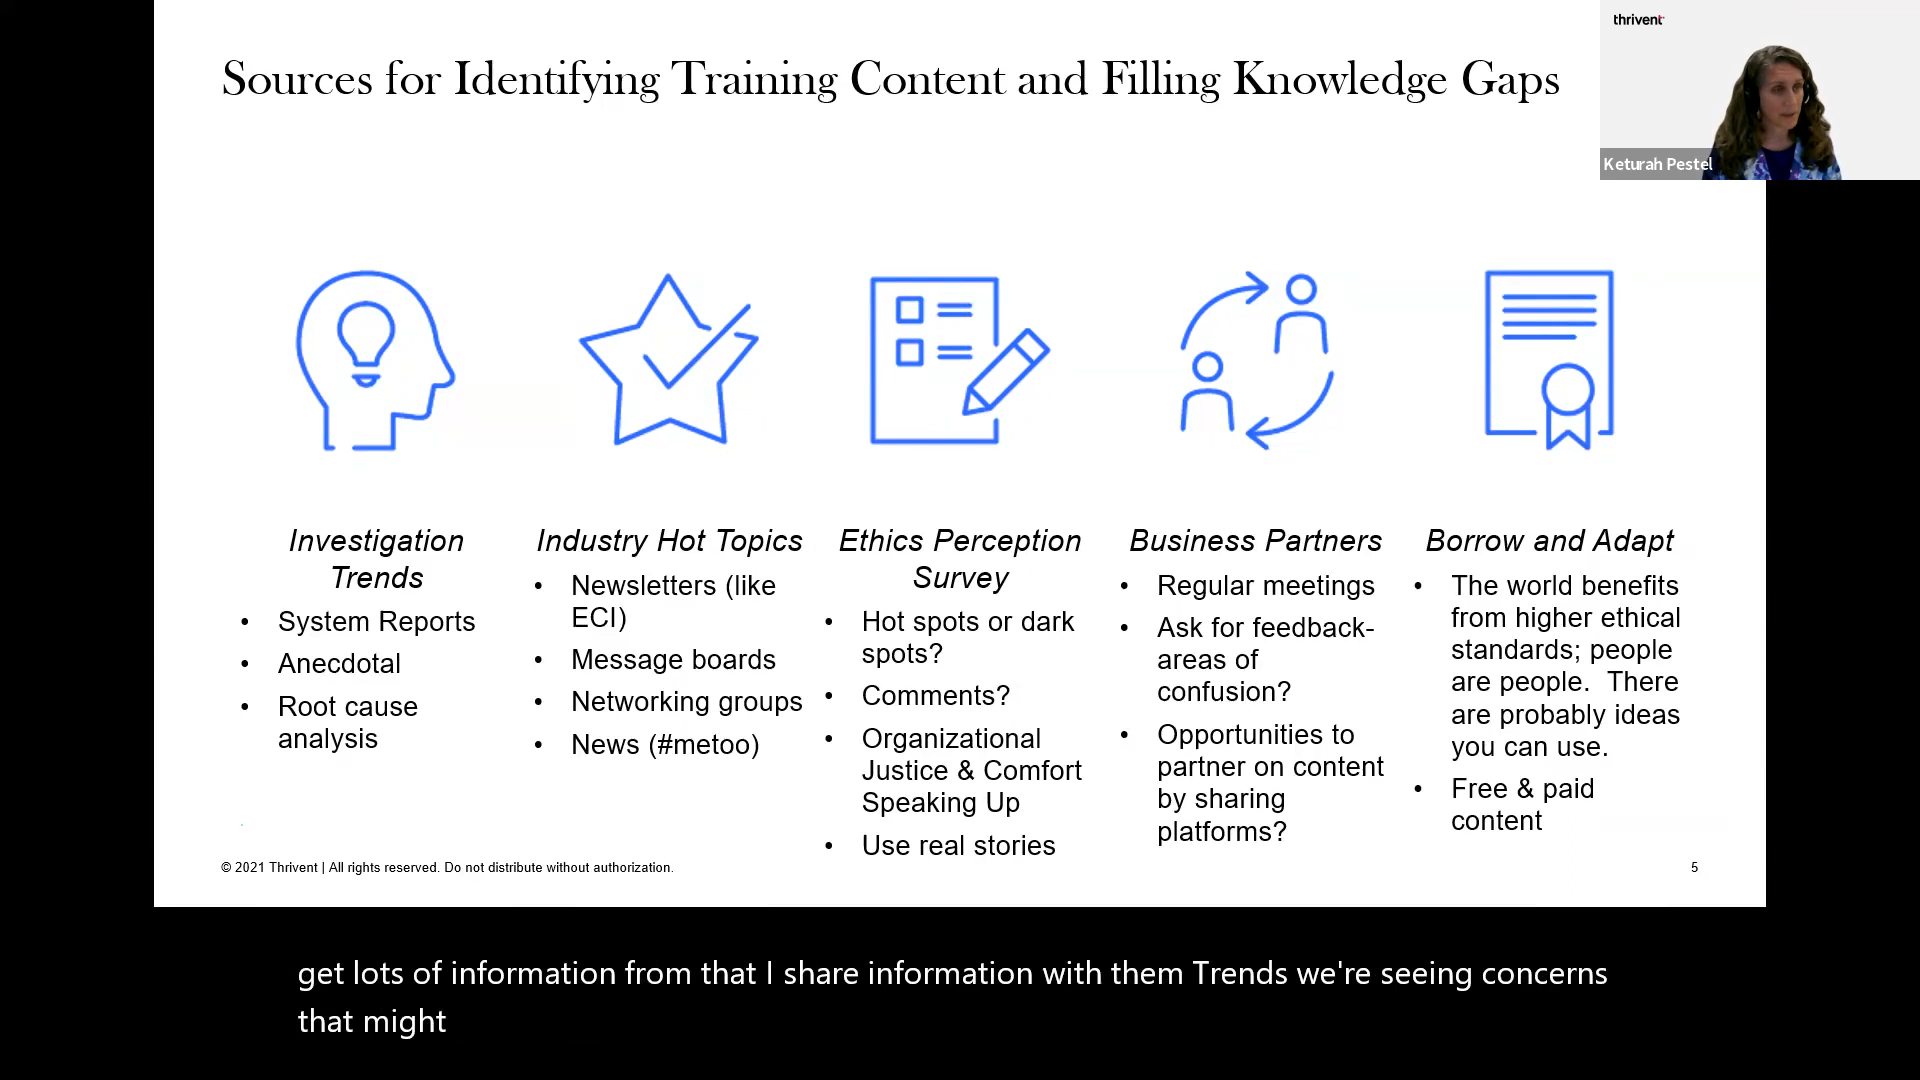 Sources for Identifying Training Content and Filling Knowledge Gaps
thrivent
Keturah Pestel
Investigation
Trends
• System Reports
• Anecdotal
• Root cause
analysis
Industry Hot Topics
• Newsletters (like
ECI)
• Message boards
• Networking groups
• News (#metoo)
Ethics Perception
Survey
• Hot spots or dark
spots?
• Comments?
• Organizational
Justice & Comfort
Speaking Up
• Use real stories
Business Partners
• Regular meetings
• Ask for feedback-
areas of
confusion?
• Opportunities to
partner on content
by sharing
platforms?
Borrow and Adapt
• The world benefits
from higher ethical
standards; people
are people.  There
are probably ideas
you can use.
• Free & paid
content
© 2021 Thrivent | All rights reserved. Do not distribute without authorization.
5
get lots of information from that I share information with them Trends we're seeing concerns
that might